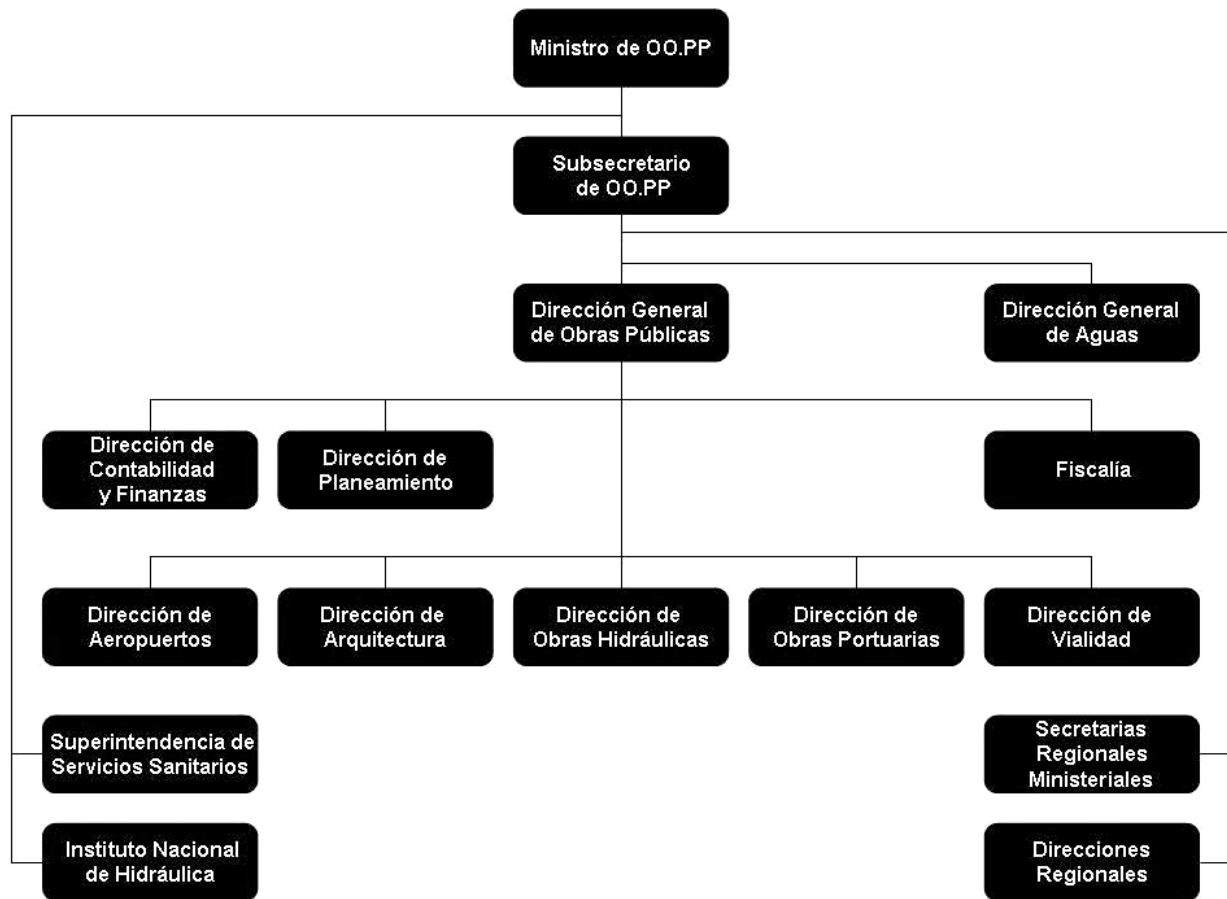 Ministro de OO.PP
Subsecretario
de OO.PP
Dirección General
de Obras Públicas
Dirección General
de Aguas
Dirección de
Contabilidad
y Finanzas
Dirección de
Planeamiento
Fiscalía
Dirección de
Aeropuertos
Dirección de
Arquitectura
Dirección de
Obras Hidráulicas
Dirección de
Obras Portuarias
Dirección de
Vialidad
Superintendencia de
Servicios Sanitarios
Secretarias
Regionales
Ministeriales
Instituto Nacional
de Hidráulica
Direcciones
Regionales